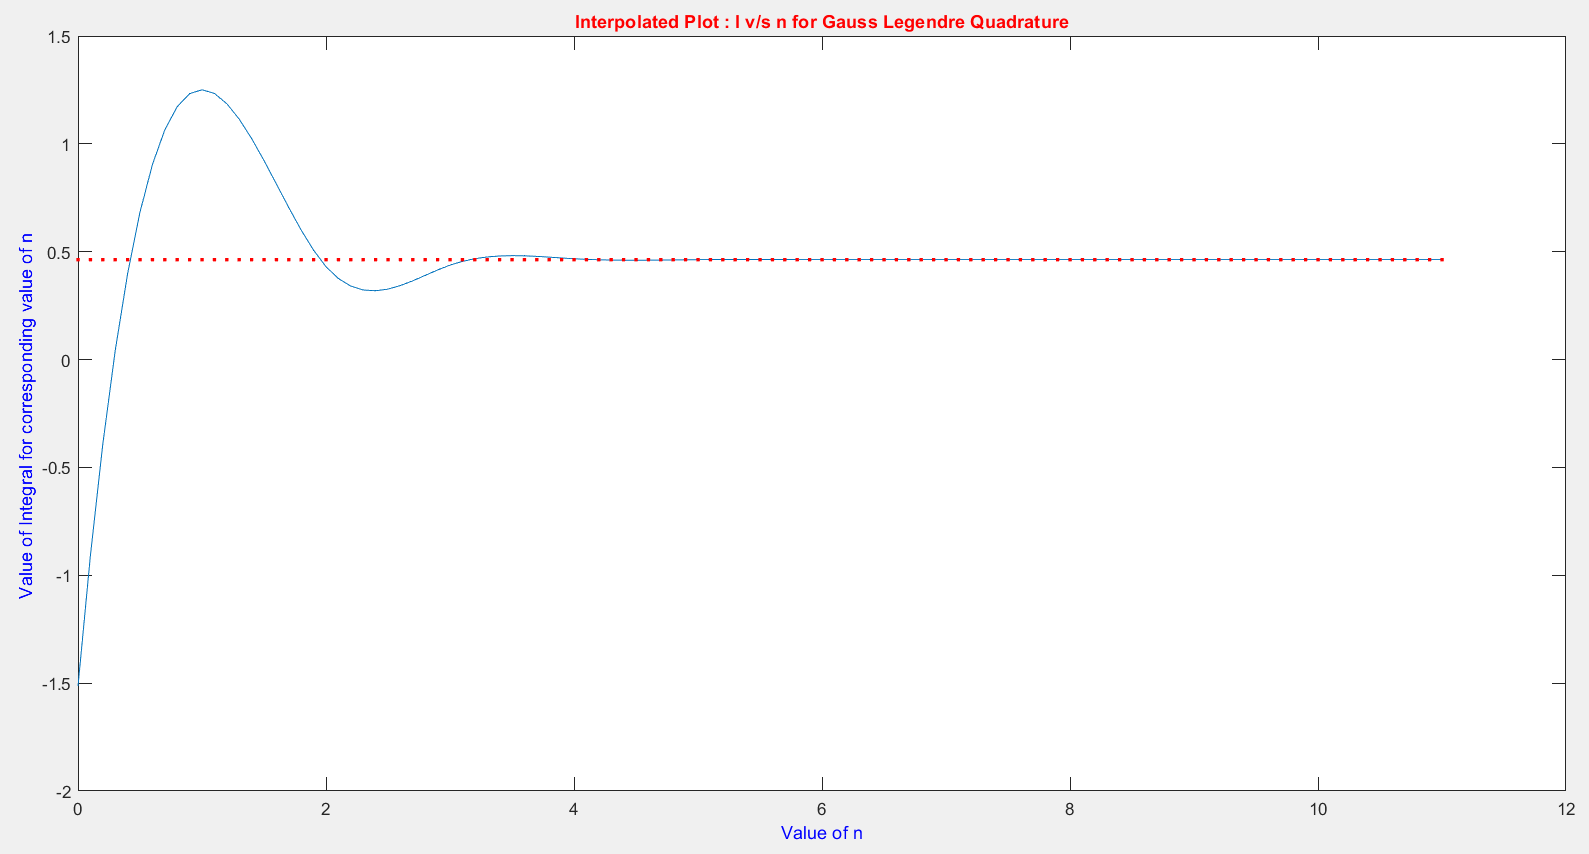 Interpolated Plot : I v/s n for Gauss Legendre Quadrature
1.5
1
0.5
0
-0.5
-1
-1.5
-2
Value of Integral for corresponding value of n
0 2 4 6 8 10 12
Value of n